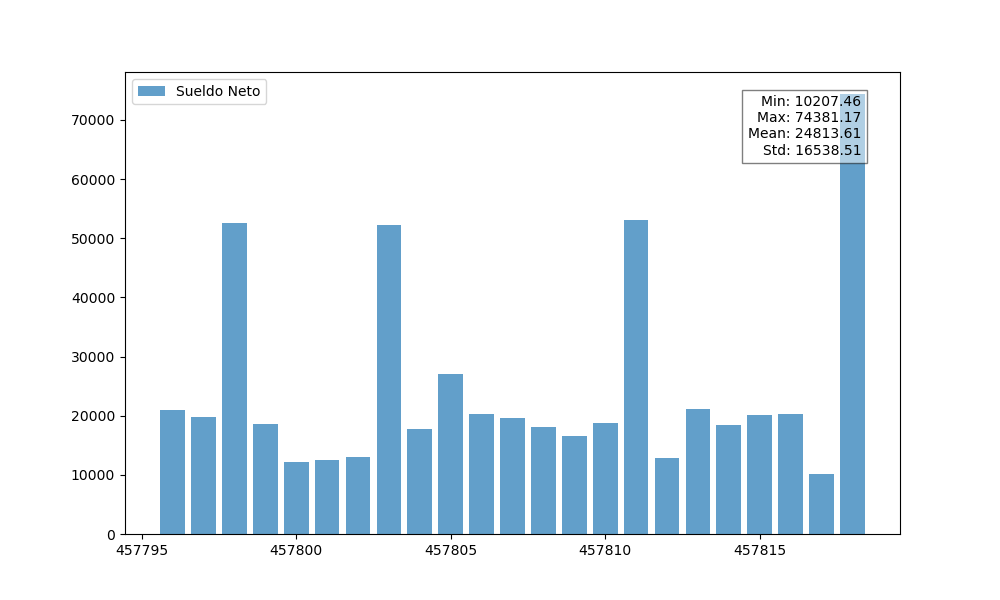 Sueldo Neto
Min: 10207.46
Max: 74381.17
Mean: 24813.61
Std: 16538.51
70000
60000
50000
40000
30000
20000
10000
0
457795 457800 457805 457810 457815